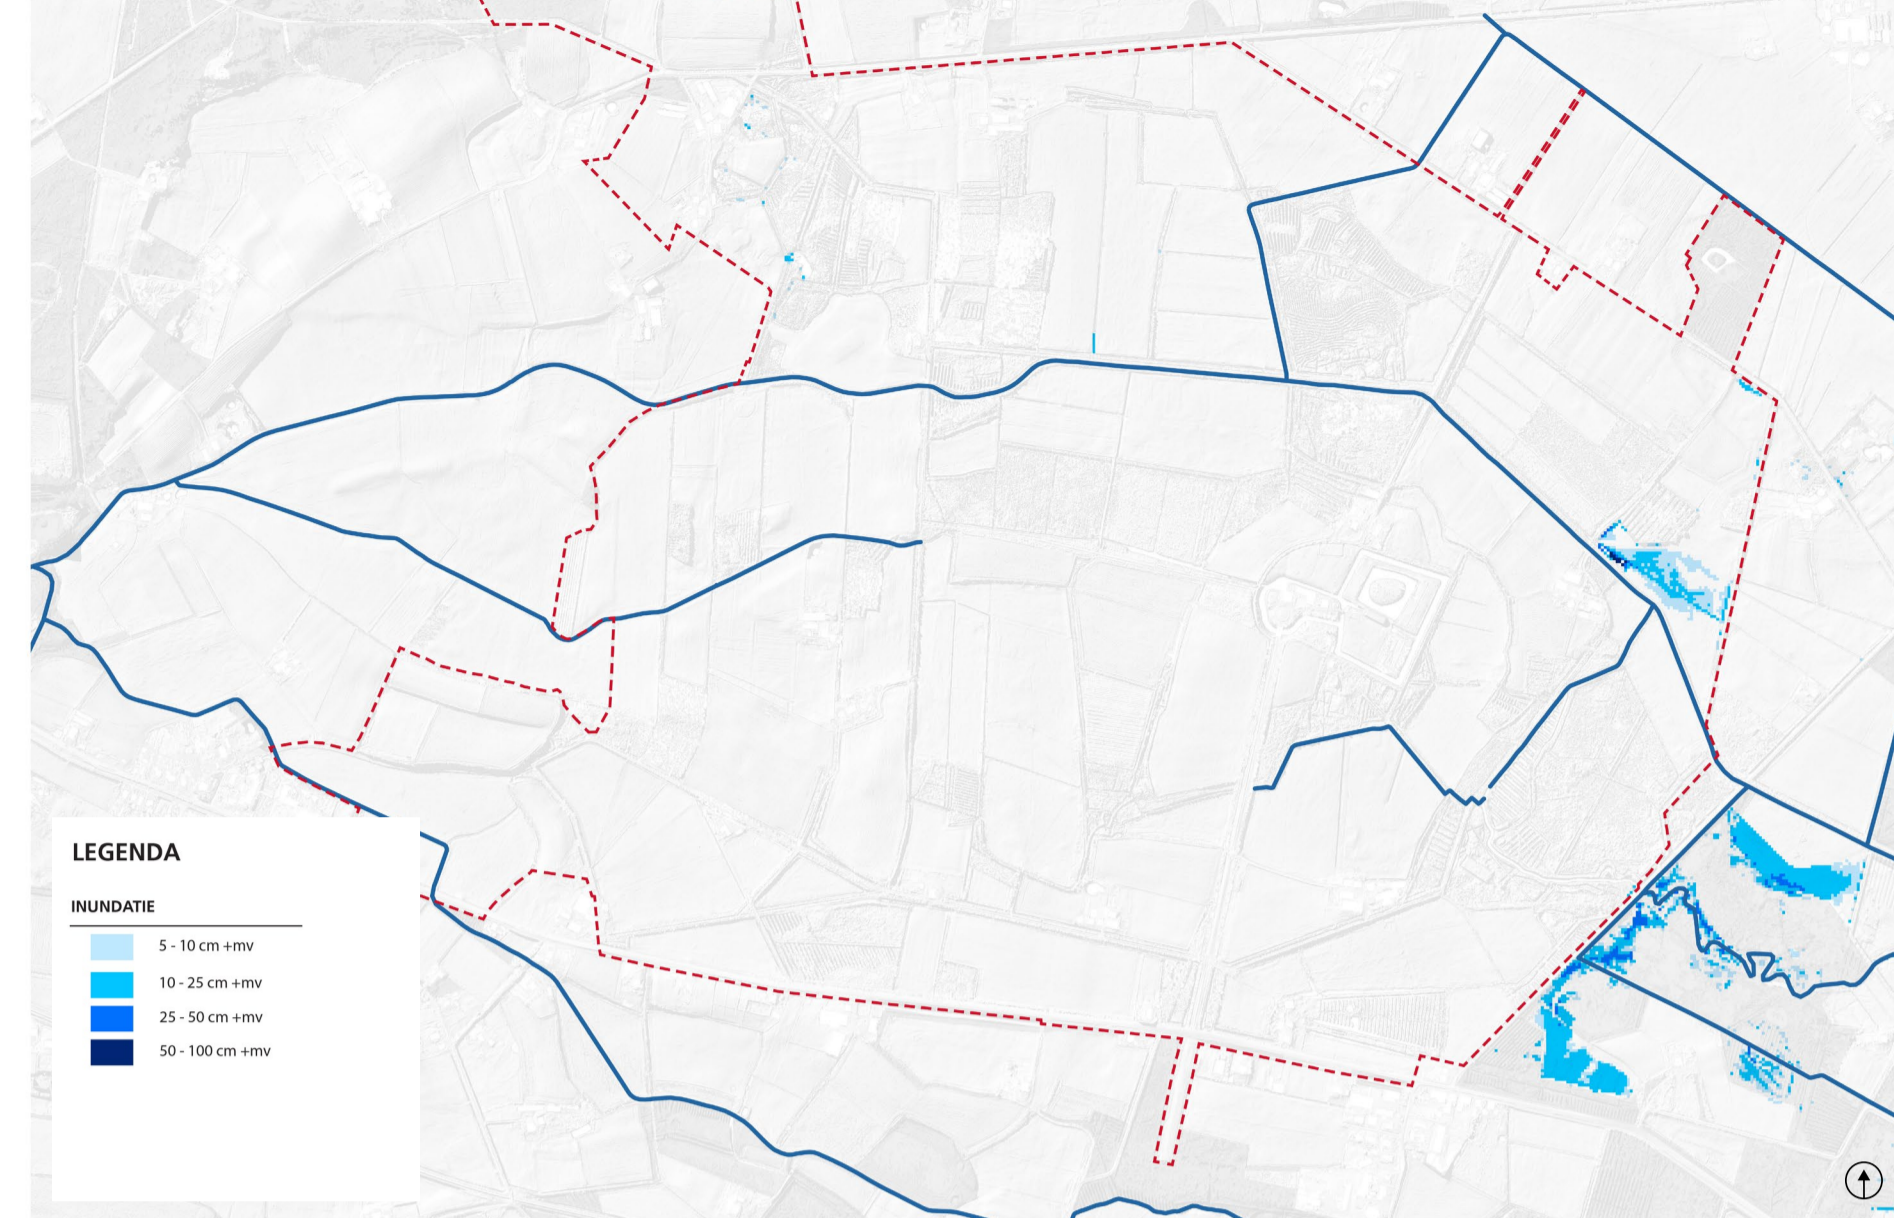 LEGENDA
INUNDATIE
5 - 10 cm +mv
10 - 25 cm +mv
25 - 50 cm +mv
50 - 100 cm +mv